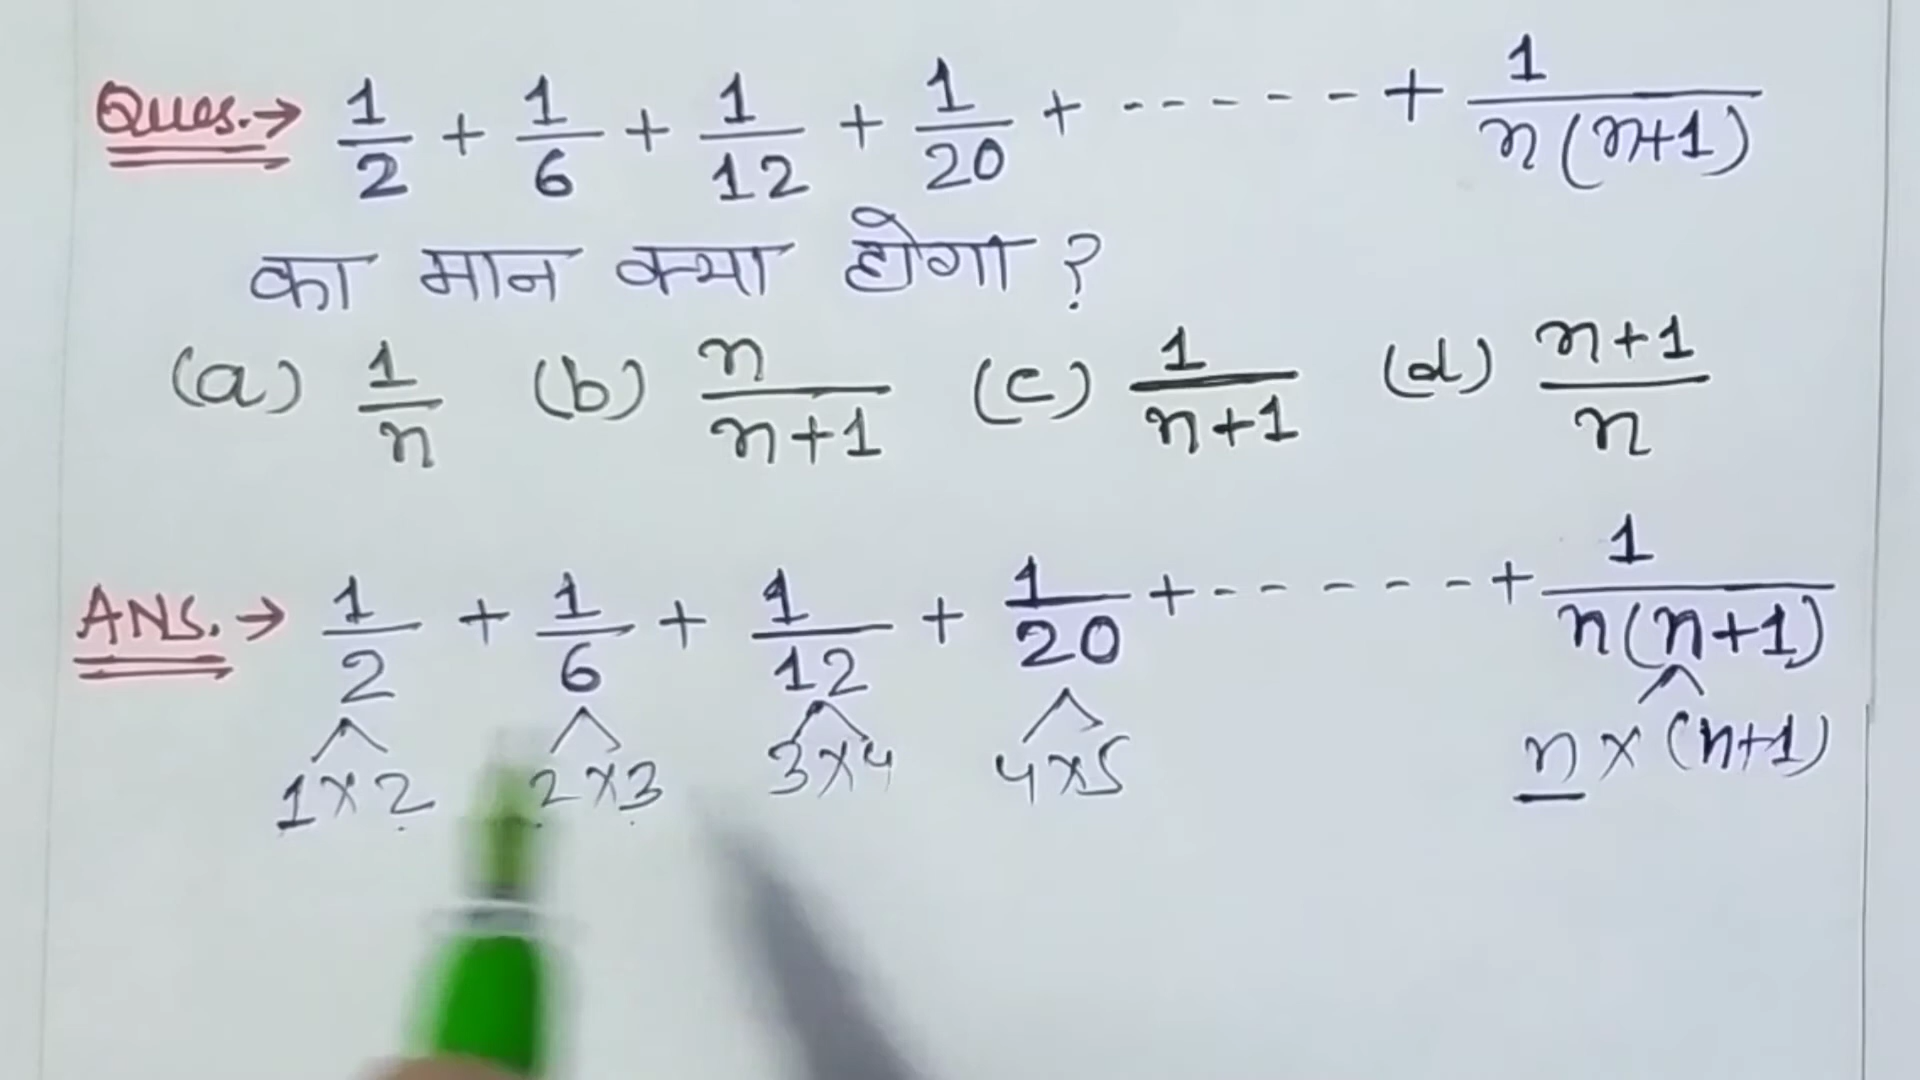 Ques.→ 1/2 + 1/6 + 1/12 + 1/20 + ------ + 1/n(n+1)
का मान क्या होगा ?
(a) 1/n (b) n/n+1 (c) 1/n+1 (d) n+1/n
ANS.→ 1/2 + 1/6 + 1/12 + 1/20 + ------ + 1/n(n+1)
1×2 2×3 3×4 4×5 n×(n+1)